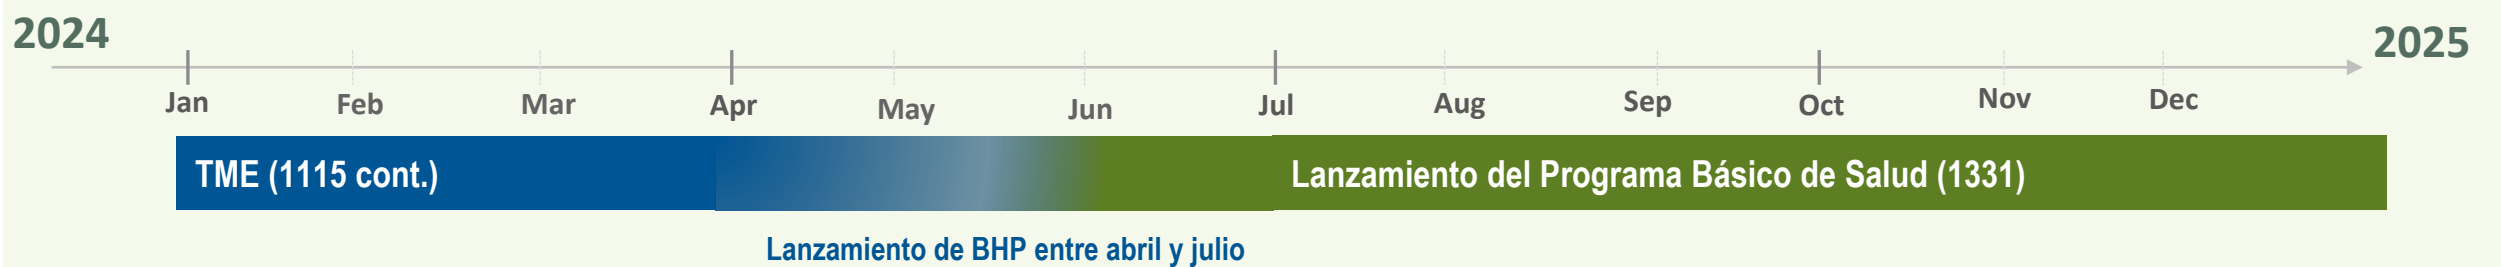 2024
2025
Jan Feb Mar Apr May Jun Jul Aug Sep Oct Nov Dec
TME (1115 cont.)
Lanzamiento del Programa Básico de Salud (1331)
Lanzamiento de BHP entre abril y julio